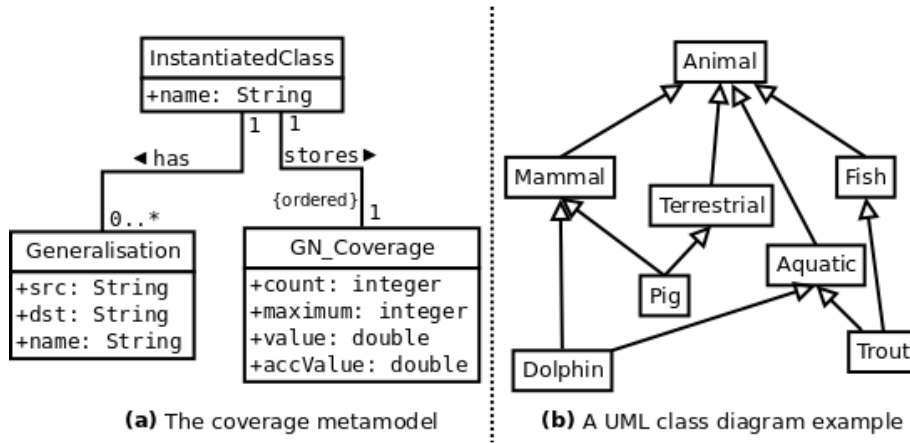 InstantiatedClass
+name: String
1
1
◄ has
stores►
{ordered}
0..*
1
Generalisation
+src: String
+dst: String
+name: String
GN_Coverage
+count: integer
+maximum: integer
+value: double
+accValue: double
(a) The coverage metamodel
Animal
Mammal
Terrestrial
Fish
Aquatic
Pig
Dolphin
Trout
(b) A UML class diagram example